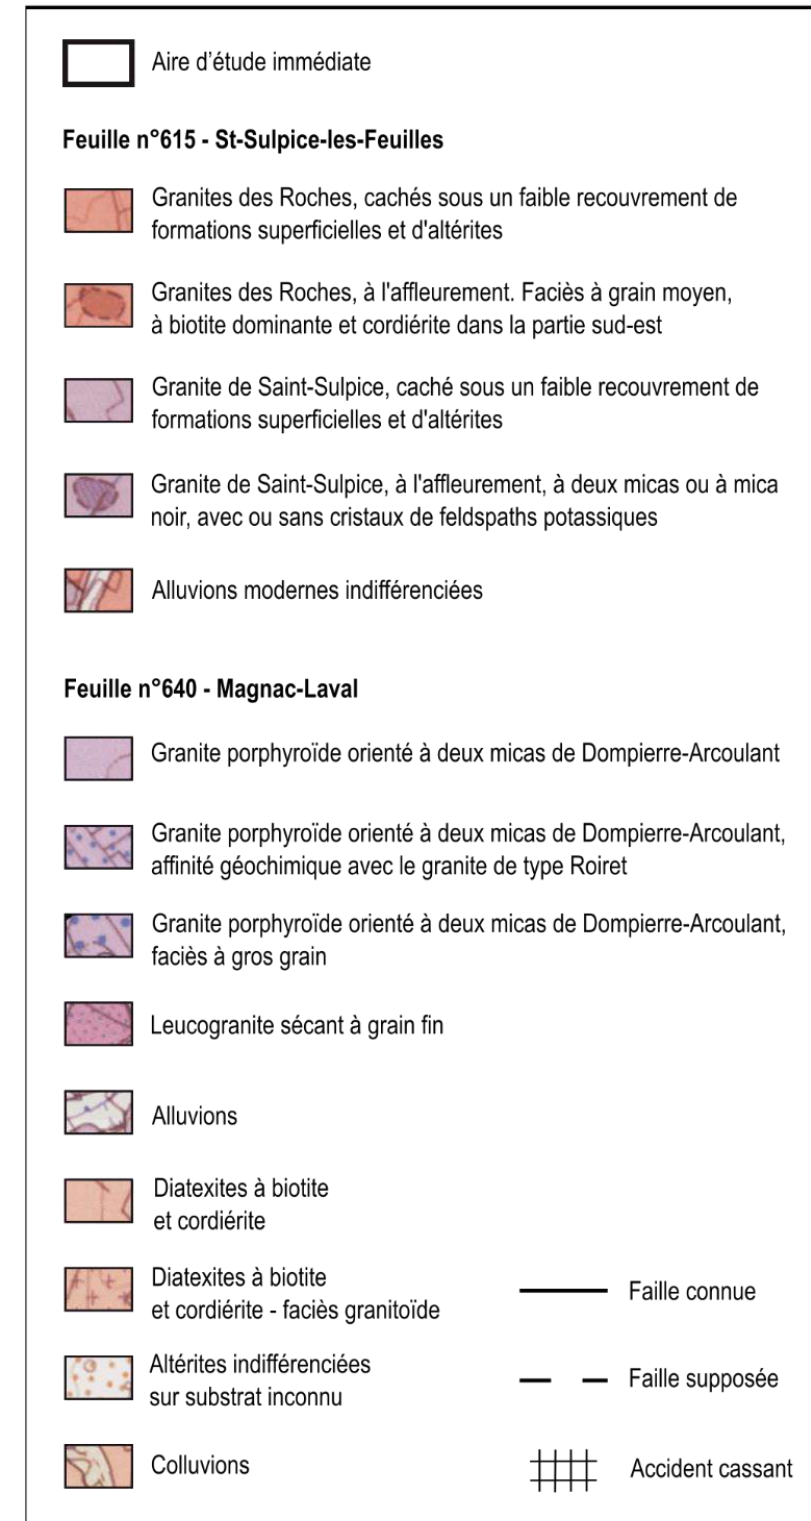 Aire d'étude immédiate
Feuille n°615 - St-Sulpice-les-Feuilles
Granites des Roches, cachés sous un faible recouvrement de
formations superficielles et d'altérites
Granites des Roches, à l'affleurement. Faciès à grain moyen,
à biotite dominante et cordiérite dans la partie sud-est
Granite de Saint-Sulpice, caché sous un faible recouvrement de
formations superficielles et d'altérites
Granite de Saint-Sulpice, à l'affleurement, à deux micas ou à mica
noir, avec ou sans cristaux de feldspaths potassiques
Alluvions modernes indifférenciées
Feuille n°640 - Magnac-Laval
Granite porphyroïde orienté à deux micas de Dompierre-Arcoulant
Granite porphyroïde orienté à deux micas de Dompierre-Arcoulant,
affinité géochimique avec le granite de type Roiret
Granite porphyroïde orienté à deux micas de Dompierre-Arcoulant,
faciès à gros grain
Leucogranite sécant à grain fin
Alluvions
Diatexites à biotite
et cordiérite
Diatexites à biotite
et cordiérite - faciès granitoïde
Altérites indifférenciées
sur substrat inconnu
Colluvions
Faille connue
Faille supposée
Accident cassant